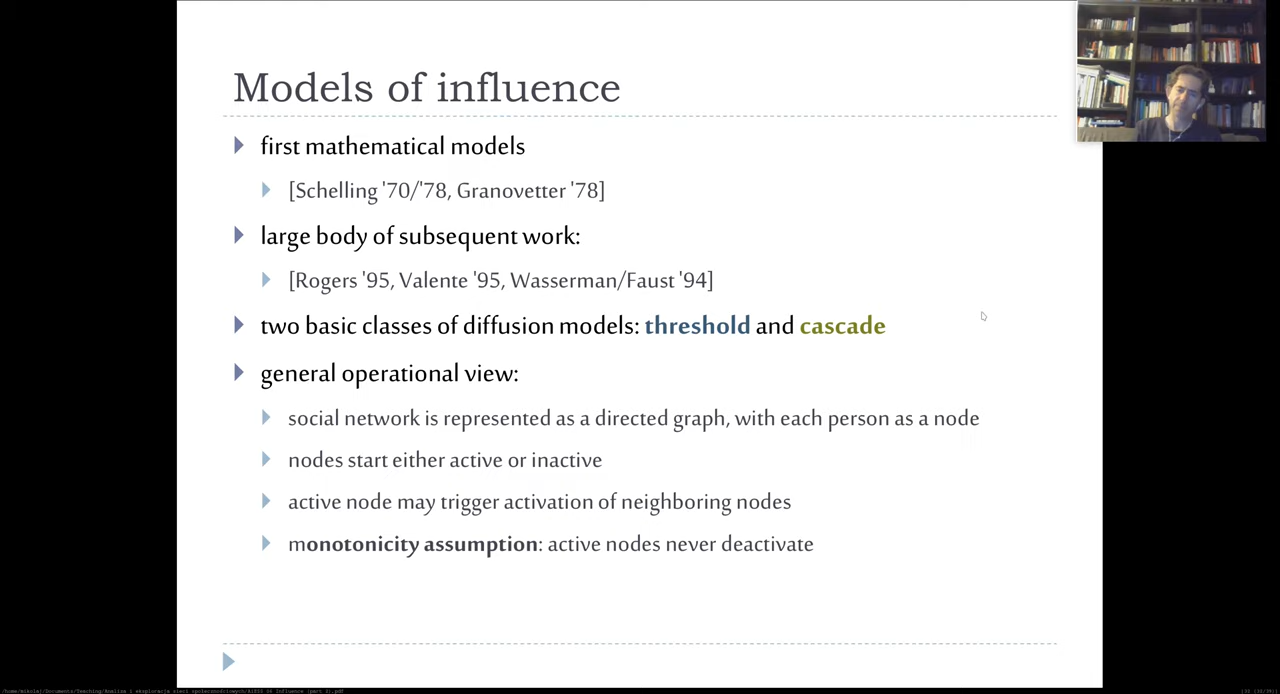 Models of influence
first mathematical models
[Schelling '70/'78, Granovetter '78]
large body of subsequent work:
[Rogers '95, Valente '95, Wasserman/Faust '94]
two basic classes of diffusion models: threshold and cascade
general operational view:
social network is represented as a directed graph, with each person as a node
nodes start either active or inactive
active node may trigger activation of neighboring nodes
monotonicity assumption: active nodes never deactivate